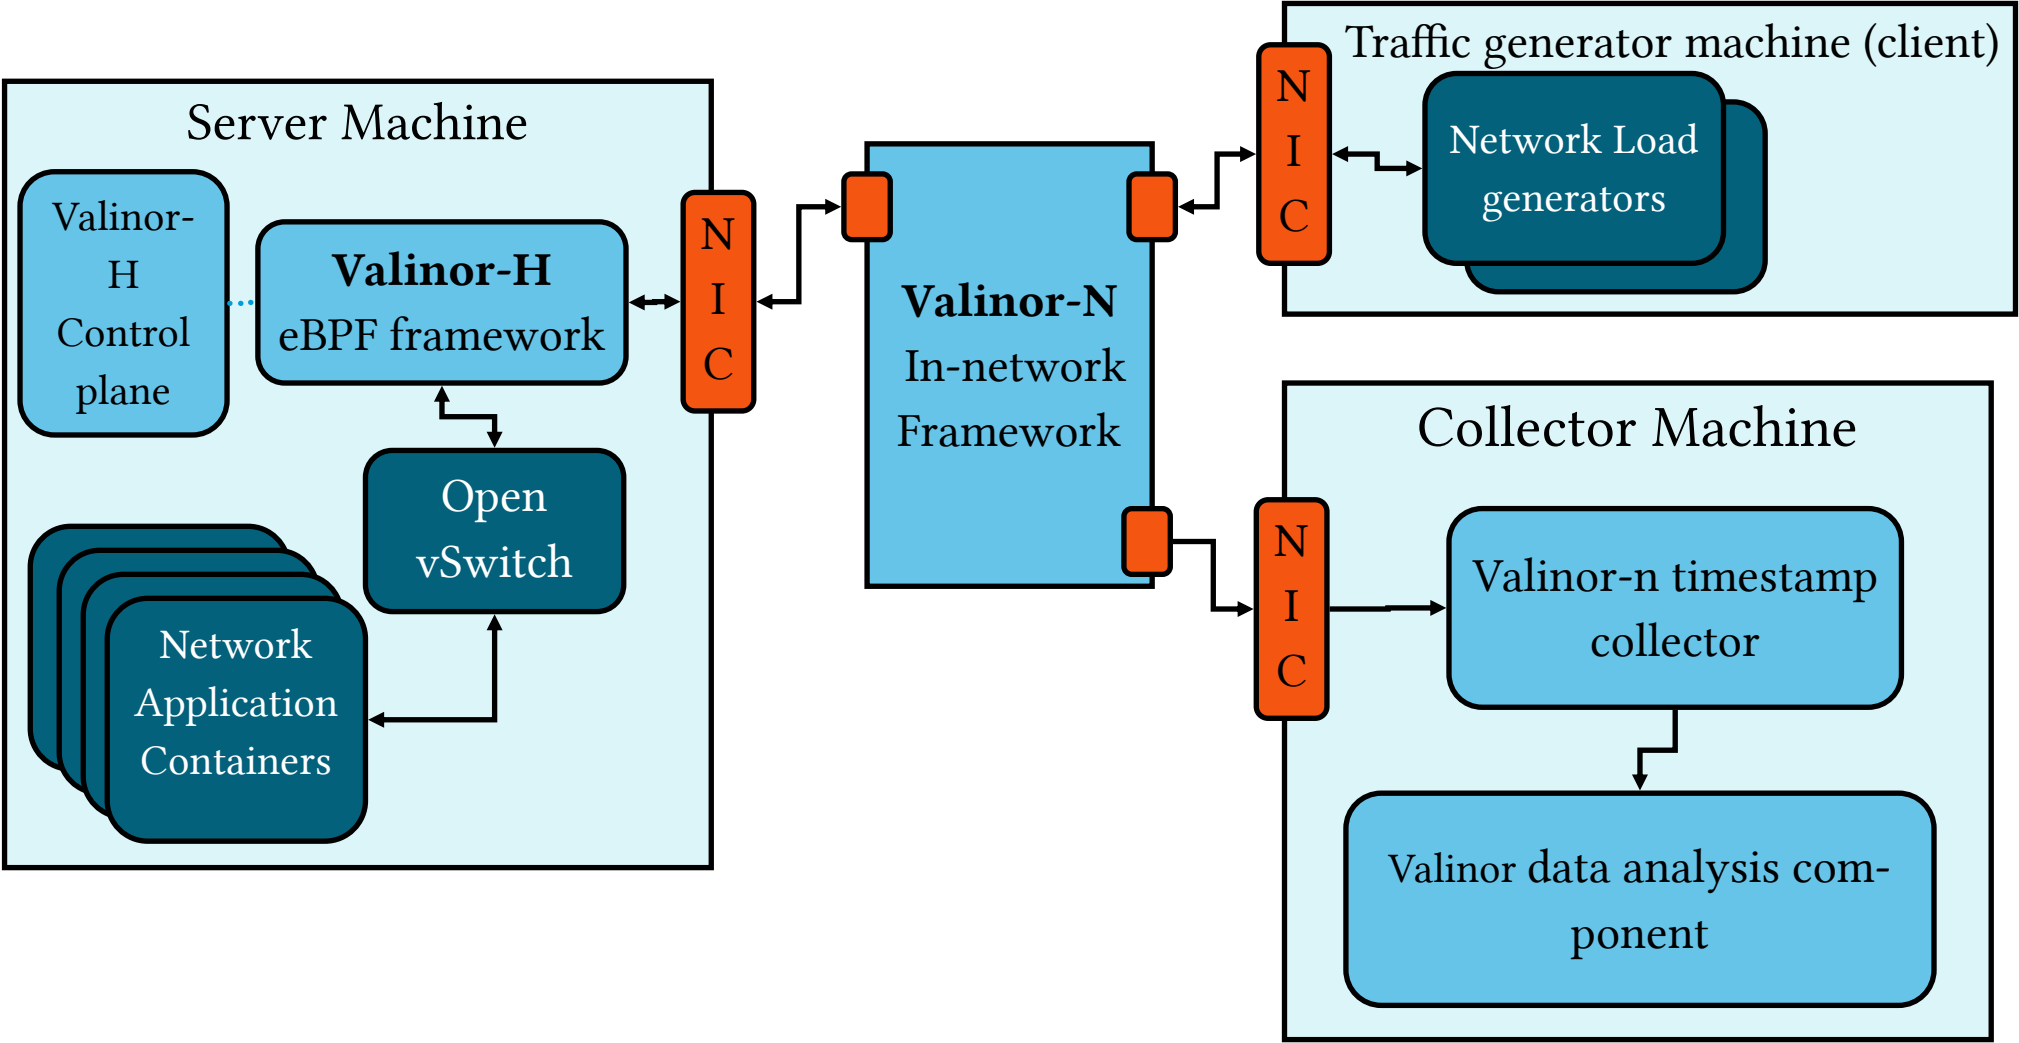 Server Machine
Valinor-
H
Control
plane
Valinor-H
eBPF framework
N
I
C
Open
vSwitch
Network
Application
Containers
Valinor-N
In-network
Framework
Traffic generator machine (client)
N
I
C
Network Load
generators
Collector Machine
N
I
C
Valinor-n timestamp
collector
Valinor data analysis com-
ponent